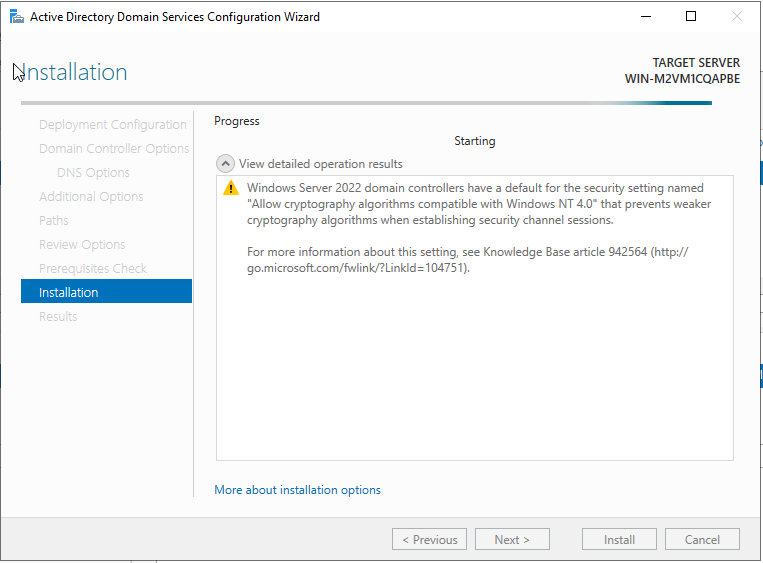 Active Directory Domain Services Configuration Wizard
Installation
TARGET SERVER
WIN-M2VM1CQAPBE
Deployment Configuration
Domain Controller Options
DNS Options
Additional Options
Paths
Review Options
Prerequisites Check
Installation
Results
Progress
Starting
View detailed operation results
Windows Server 2022 domain controllers have a default for the security setting named
"Allow cryptography algorithms compatible with Windows NT 4.0" that prevents weaker
cryptography algorithms when establishing security channel sessions.
For more information about this setting, see Knowledge Base article 942564 (http://
go.microsoft.com/fwlink/?LinkId=104751).
More about installation options
< Previous
Next >
Install
Cancel